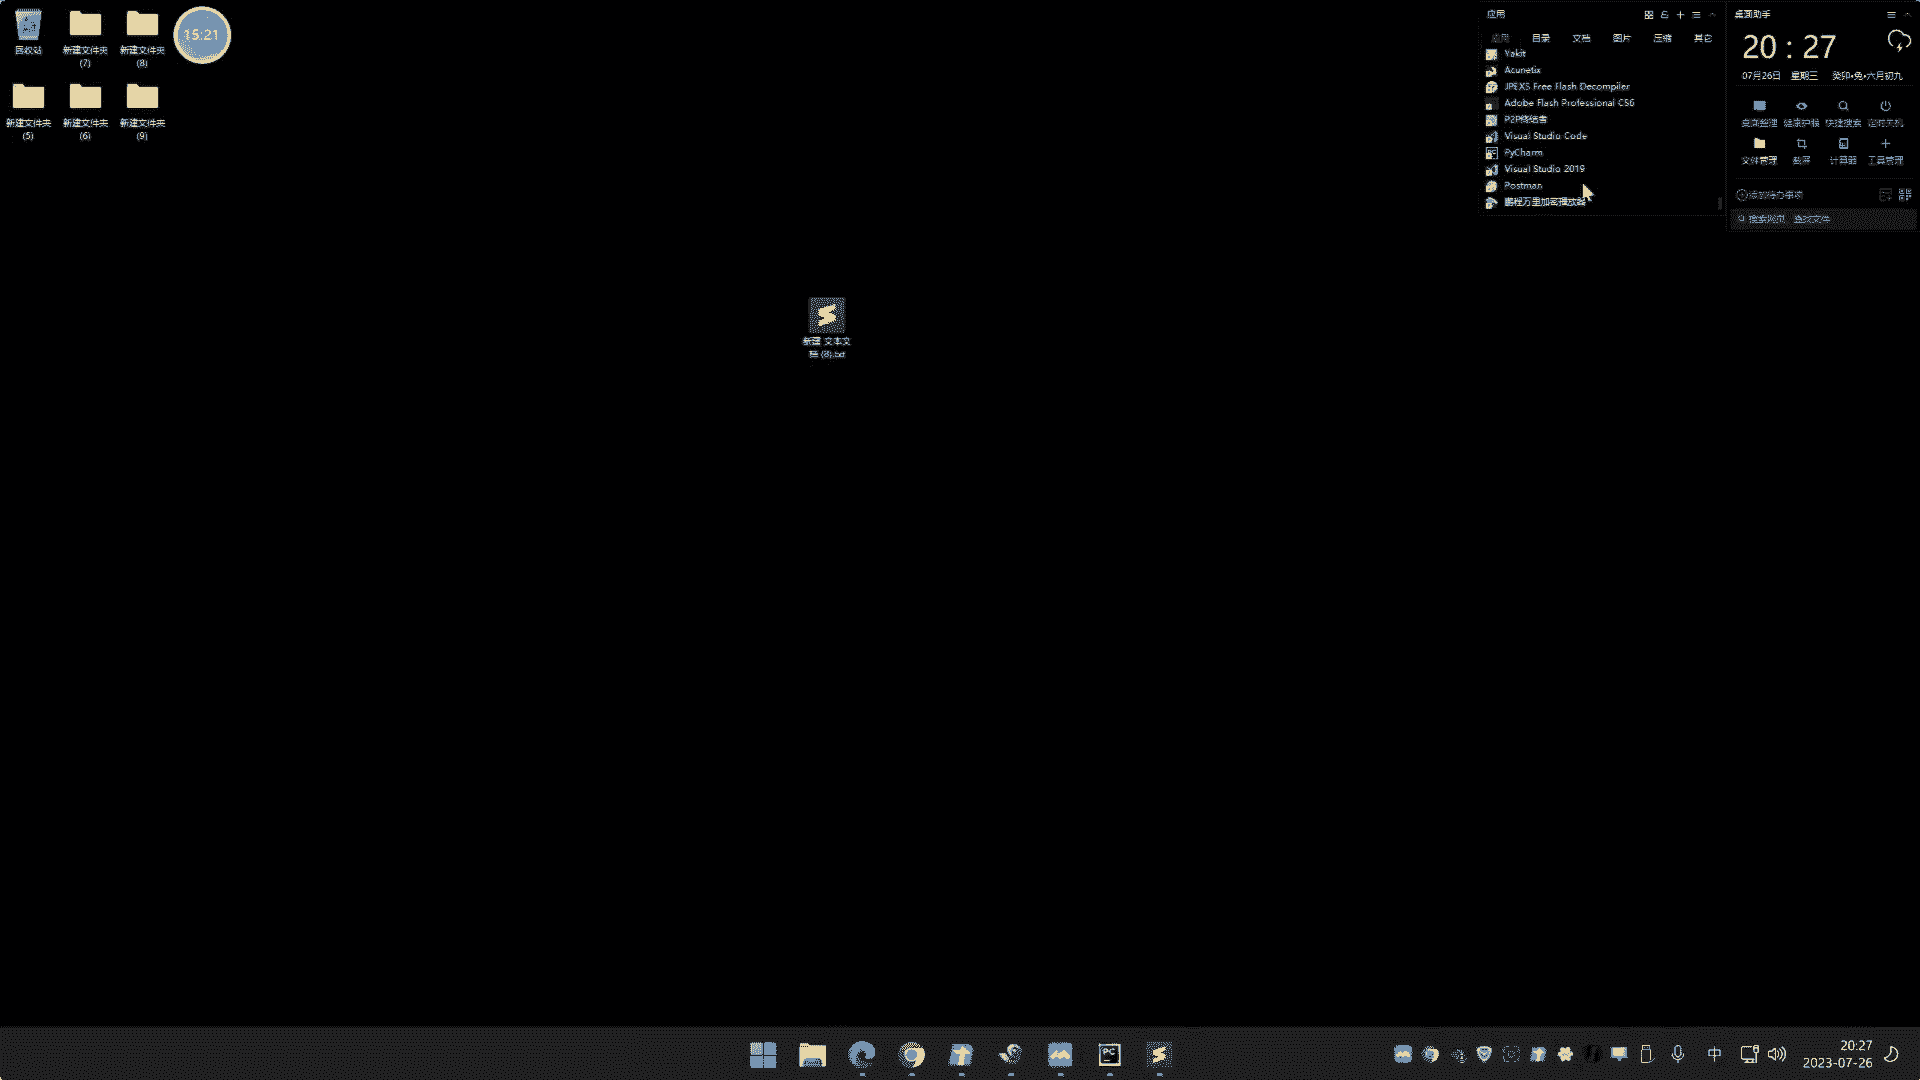 回收站
新建文件夹
(7)
新建文件夹
(8)
15:21
新建文件夹
(5)
新建文件夹
(6)
新建文件夹
(9)
新建 文本文
档 (8).txt
应用
应用 目录 文档 图片 压缩 其它
Yakit
Acunetix
JPEXS Free Flash Decompiler
Adobe Flash Professional CS6
P2P终结者
Visual Studio Code
PyCharm
Visual Studio 2019
Postman
鹏程万里加密播放器
桌面助手
20 : 27
07月26日 星期三 癸卯•兔•六月初九
桌面整理 健康护眼 快捷搜索 定时关机
文件管理 截屏 计算器 工具管理
添加待办事项
搜索网页、查找文件
PC
中
20:27
2023-07-26